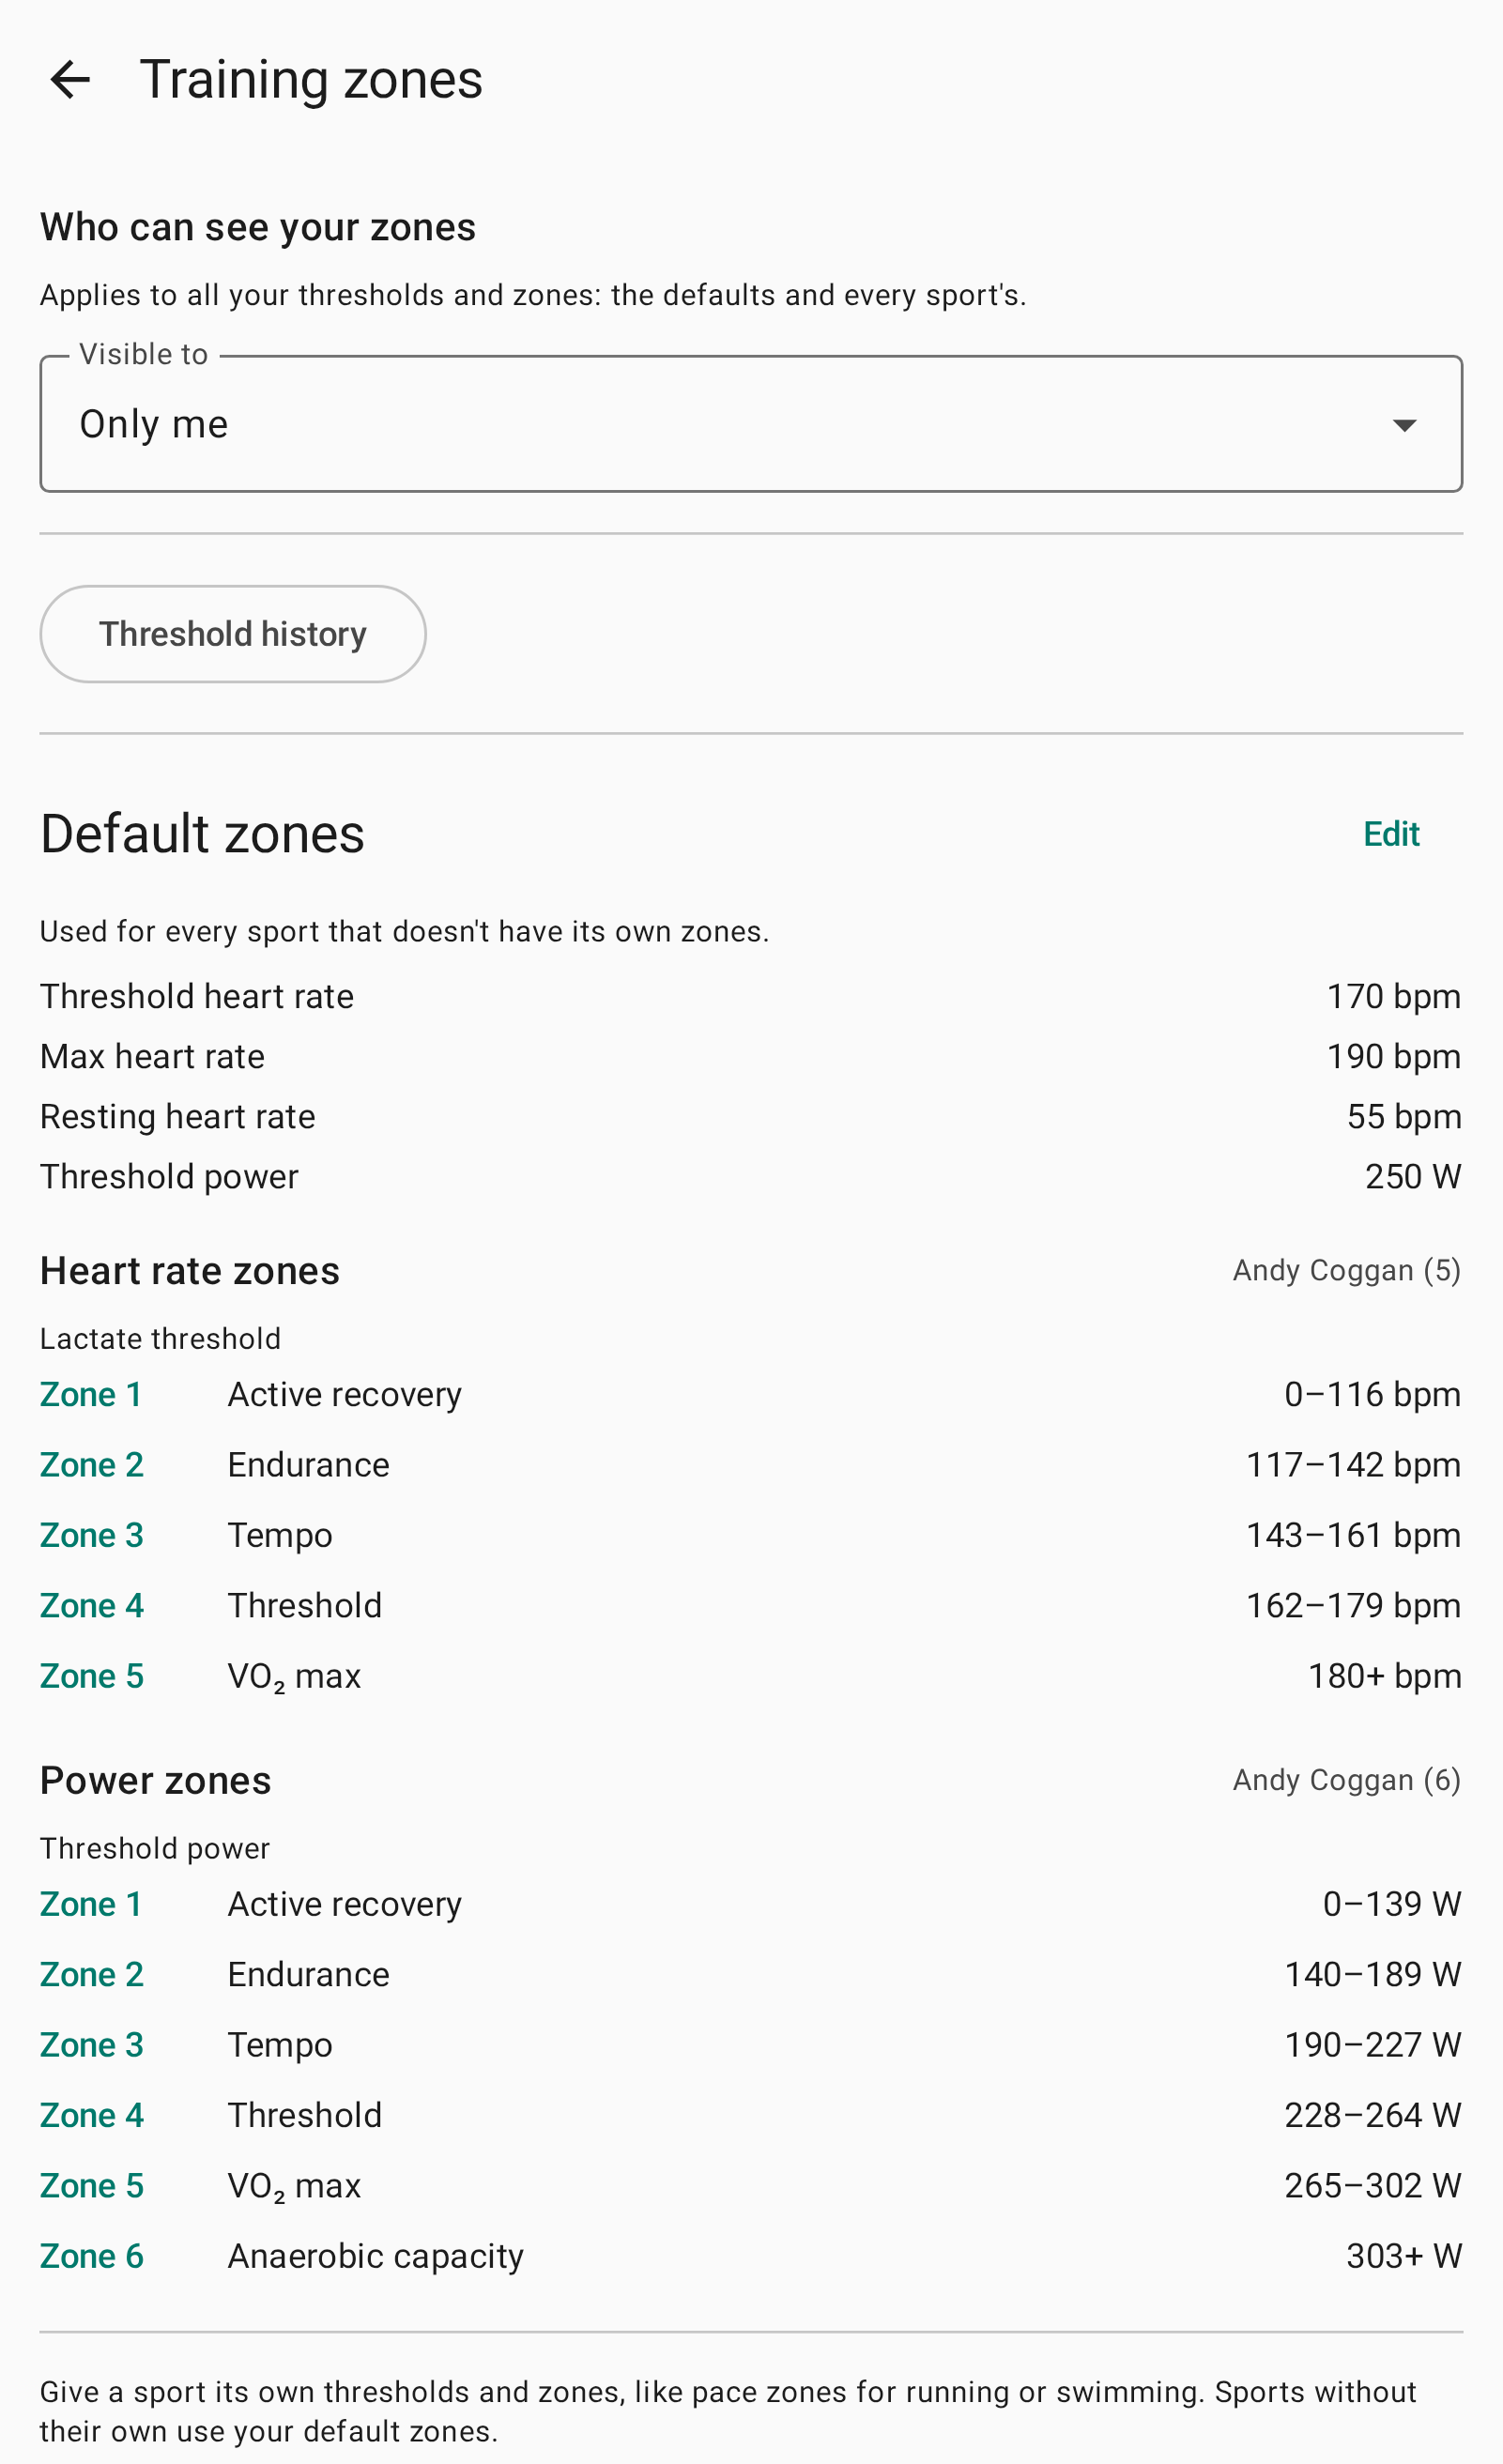 Training zones
Who can see your zones
Applies to all your thresholds and zones: the defaults and every sport's.
Visible to
Only me
Threshold history
Default zones
Edit
Used for every sport that doesn't have its own zones.
Threshold heart rate 170 bpm
Max heart rate 190 bpm
Resting heart rate 55 bpm
Threshold power 250 W
Heart rate zones Andy Coggan (5)
Lactate threshold
Zone 1 Active recovery 0–116 bpm
Zone 2 Endurance 117–142 bpm
Zone 3 Tempo 143–161 bpm
Zone 4 Threshold 162–179 bpm
Zone 5 VO₂ max 180+ bpm
Power zones Andy Coggan (6)
Threshold power
Zone 1 Active recovery 0–139 W
Zone 2 Endurance 140–189 W
Zone 3 Tempo 190–227 W
Zone 4 Threshold 228–264 W
Zone 5 VO₂ max 265–302 W
Zone 6 Anaerobic capacity 303+ W
Give a sport its own thresholds and zones, like pace zones for running or swimming. Sports without
their own use your default zones.